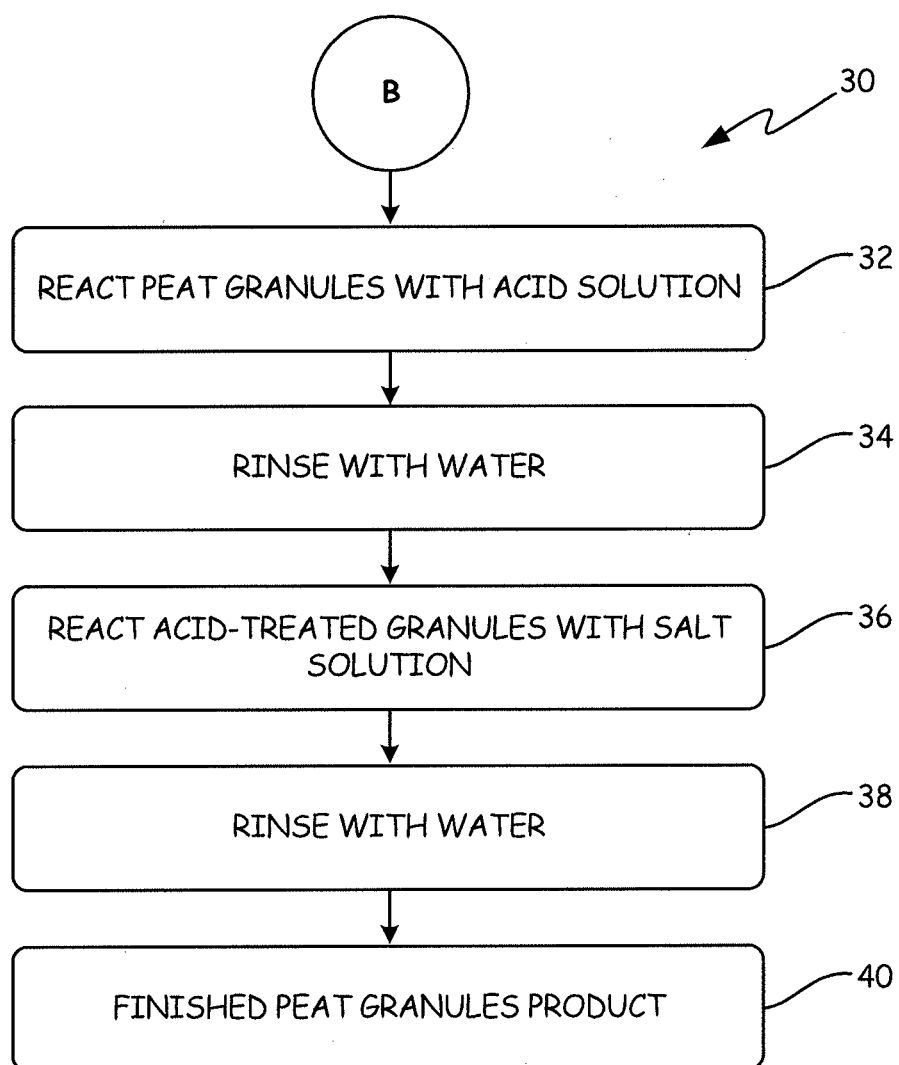 B
30
REACT PEAT GRANULES WITH ACID SOLUTION
32
RINSE WITH WATER
34
REACT ACID-TREATED GRANULES WITH SALT
SOLUTION
36
RINSE WITH WATER
38
FINISHED PEAT GRANULES PRODUCT
40